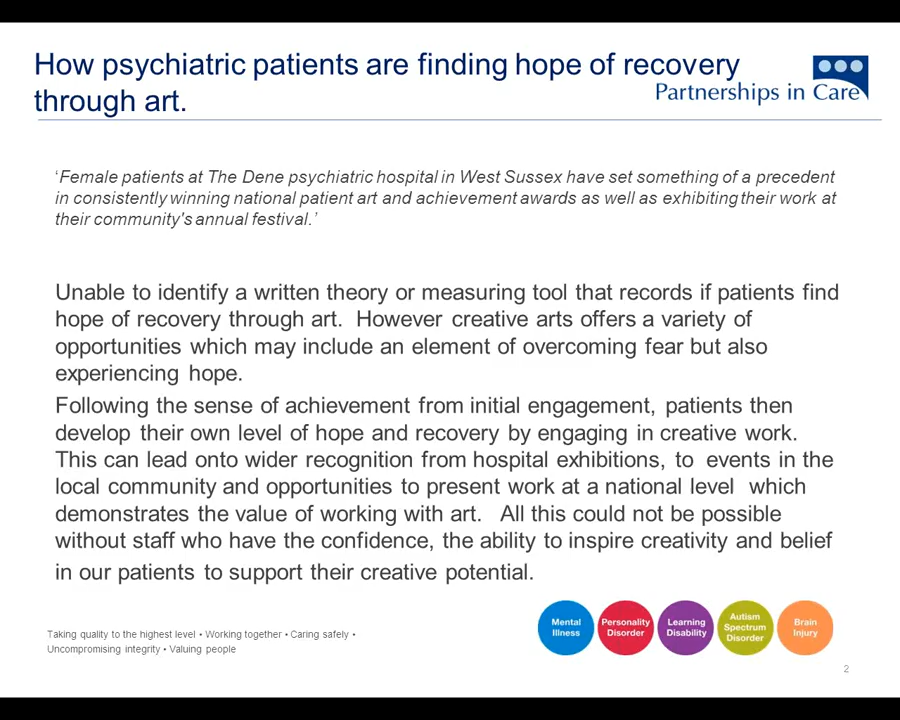 How psychiatric patients are finding hope of recovery
through art.
Partnerships in Care
‘Female patients at The Dene psychiatric hospital in West Sussex have set something of a precedent
in consistently winning national patient art and achievement awards as well as exhibiting their work at
their community's annual festival.’
Unable to identify a written theory or measuring tool that records if patients find
hope of recovery through art. However creative arts offers a variety of
opportunities which may include an element of overcoming fear but also
experiencing hope.
Following the sense of achievement from initial engagement, patients then
develop their own level of hope and recovery by engaging in creative work.
This can lead onto wider recognition from hospital exhibitions, to events in the
local community and opportunities to present work at a national level which
demonstrates the value of working with art. All this could not be possible
without staff who have the confidence, the ability to inspire creativity and belief
in our patients to support their creative potential.
Taking quality to the highest level • Working together • Caring safely •
Uncompromising integrity • Valuing people
Mental
Illness
Personality
Disorder
Learning
Disability
Autism
Spectrum
Disorder
Brain
Injury
2